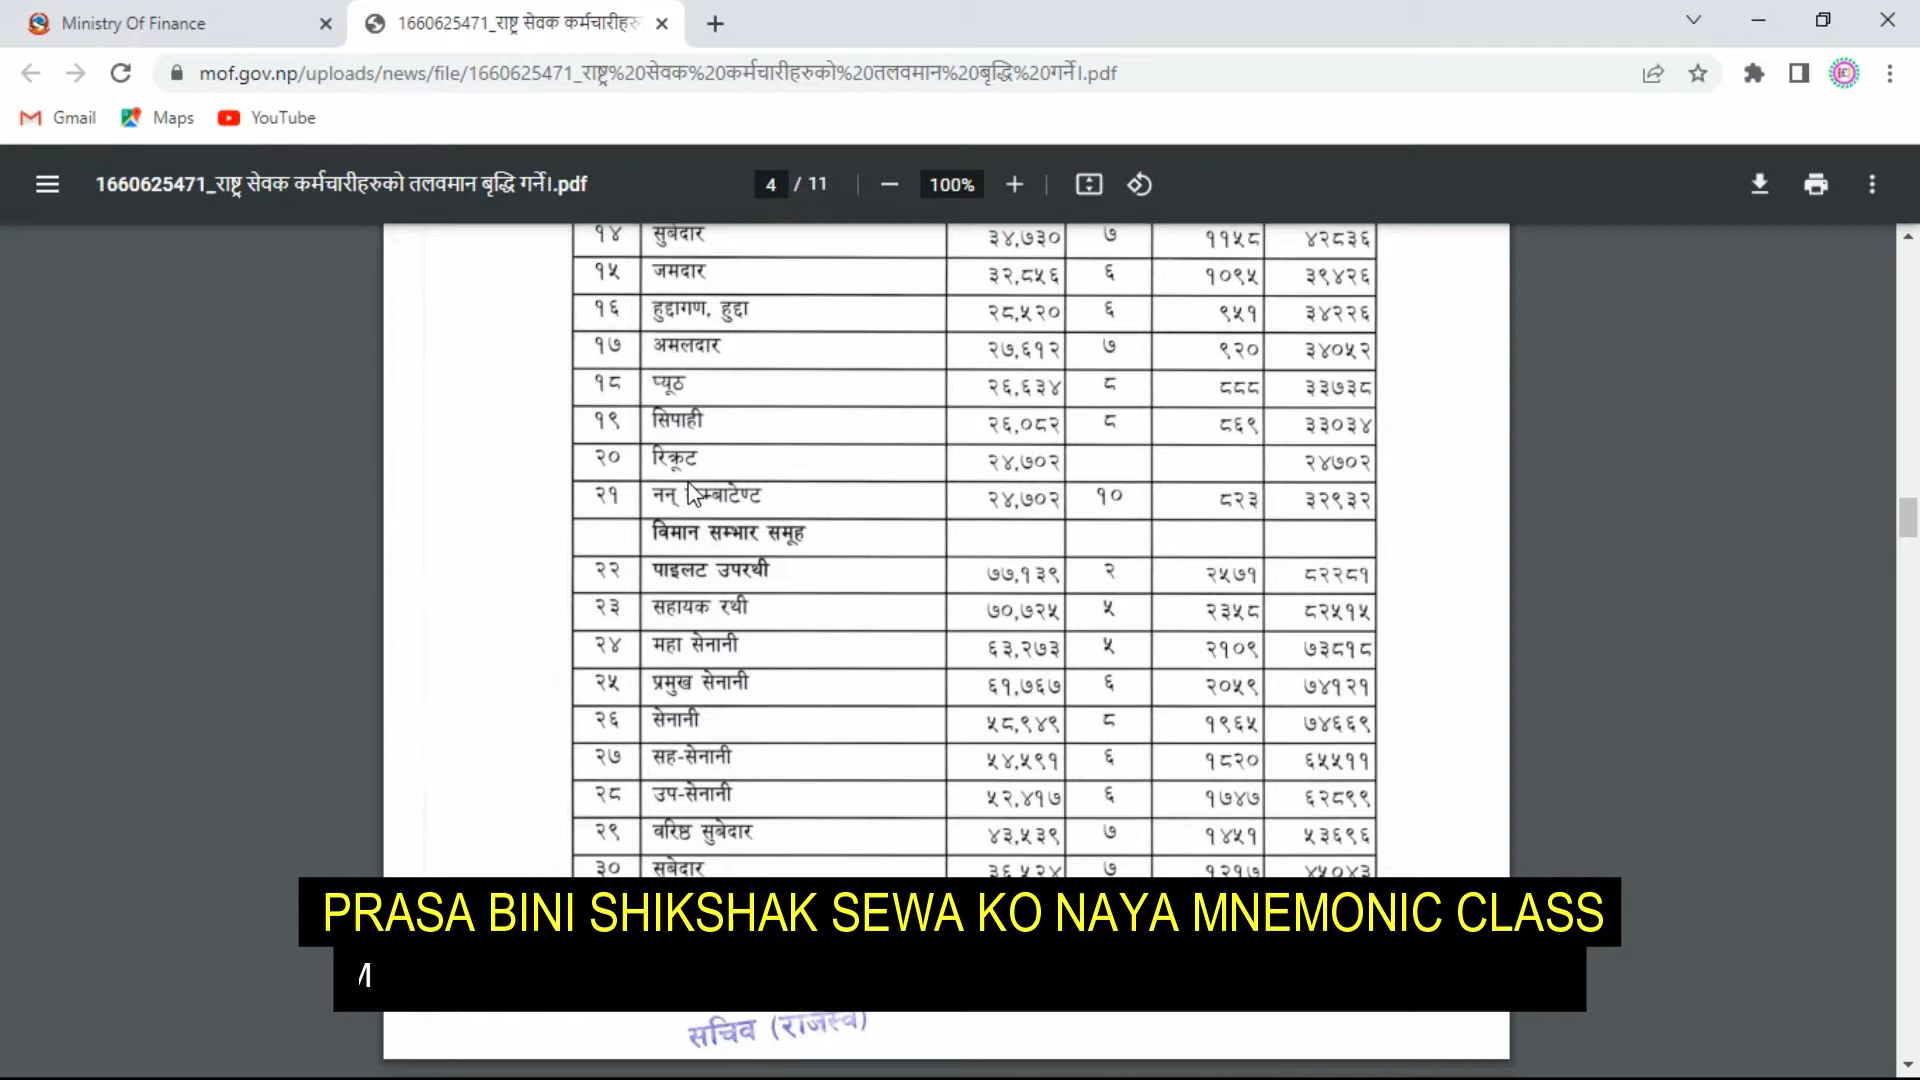 Ministry Of Finance
1660625471_राष्ट्र सेवक कर्मचारीहरु
mof.gov.np/uploads/news/file/1660625471_राष्ट्र%20सेवक%20कर्मचारीहरुको%20तलवमान%20बृद्धि%20गर्ने।.pdf
Gmail Maps YouTube
1660625471_राष्ट्र सेवक कर्मचारीहरुको तलवमान बृद्धि गर्ने।.pdf 4 / 11 100%
१४ सुबेदार ३४,७३० ७ ११५८ ४२८३६
१५ जमदार ३२,८५६ ६ १०९५ ३९४२६
१६ हुद्दागण, हुद्दा २८,५२० ६ ९५१ ३४२२६
१७ अमलदार २७,६१२ ७ ९२० ३४०५२
१८ प्यूठ २६,६३४ ८ ८८८ ३३७३८
१९ सिपाही २६,०८२ ८ ८६९ ३३०३४
२० रिक्रूट २४,७०२ २४७०२
२१ नन् २४,७०२ १० ८२३ ३२९३२
विमान सम्भार समूह
२२ पाइलट उपरथी ७७,१३९ २ २५७१ ८२२८१
२३ सहायक रथी ७०,७२५ ५ २३५८ ८२५१५
२४ महा सेनानी ६३,२७३ ५ २१०९ ७३८१८
२५ प्रमुख सेनानी ६१,७६७ ६ २०५९ ७४१२१
२६ सेनानी ५८,९४९ ८ १९६५ ७४६६९
२७ सह-सेनानी ५४,५९१ ६ १८२० ६५५११
२८ उप-सेनानी ५२,४१७ ६ १७४७ ६२८९९
२९ वरिष्ठ सुबेदार ४३,५३९ ७ १४५१ ५३६९६
३० सुबेदार ३६,५२४ ७ १२१७ ४५०४३
PRASA BINI SHIKSHAK SEWA KO NAYA MNEMONIC CLASS
सचिव (राजस्व)